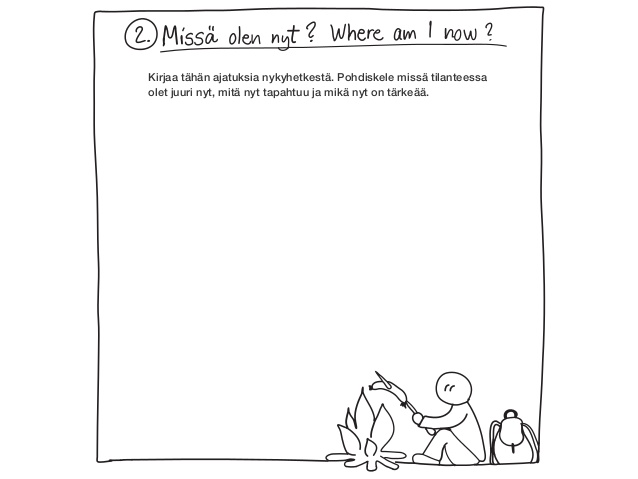 2. Missä olen nyt? Where am I now?
Kirjaa tähän ajatuksia nykyhetkestä. Pohdiskele missä tilanteessa
olet juuri nyt, mitä nyt tapahtuu ja mikä nyt on tärkeää.